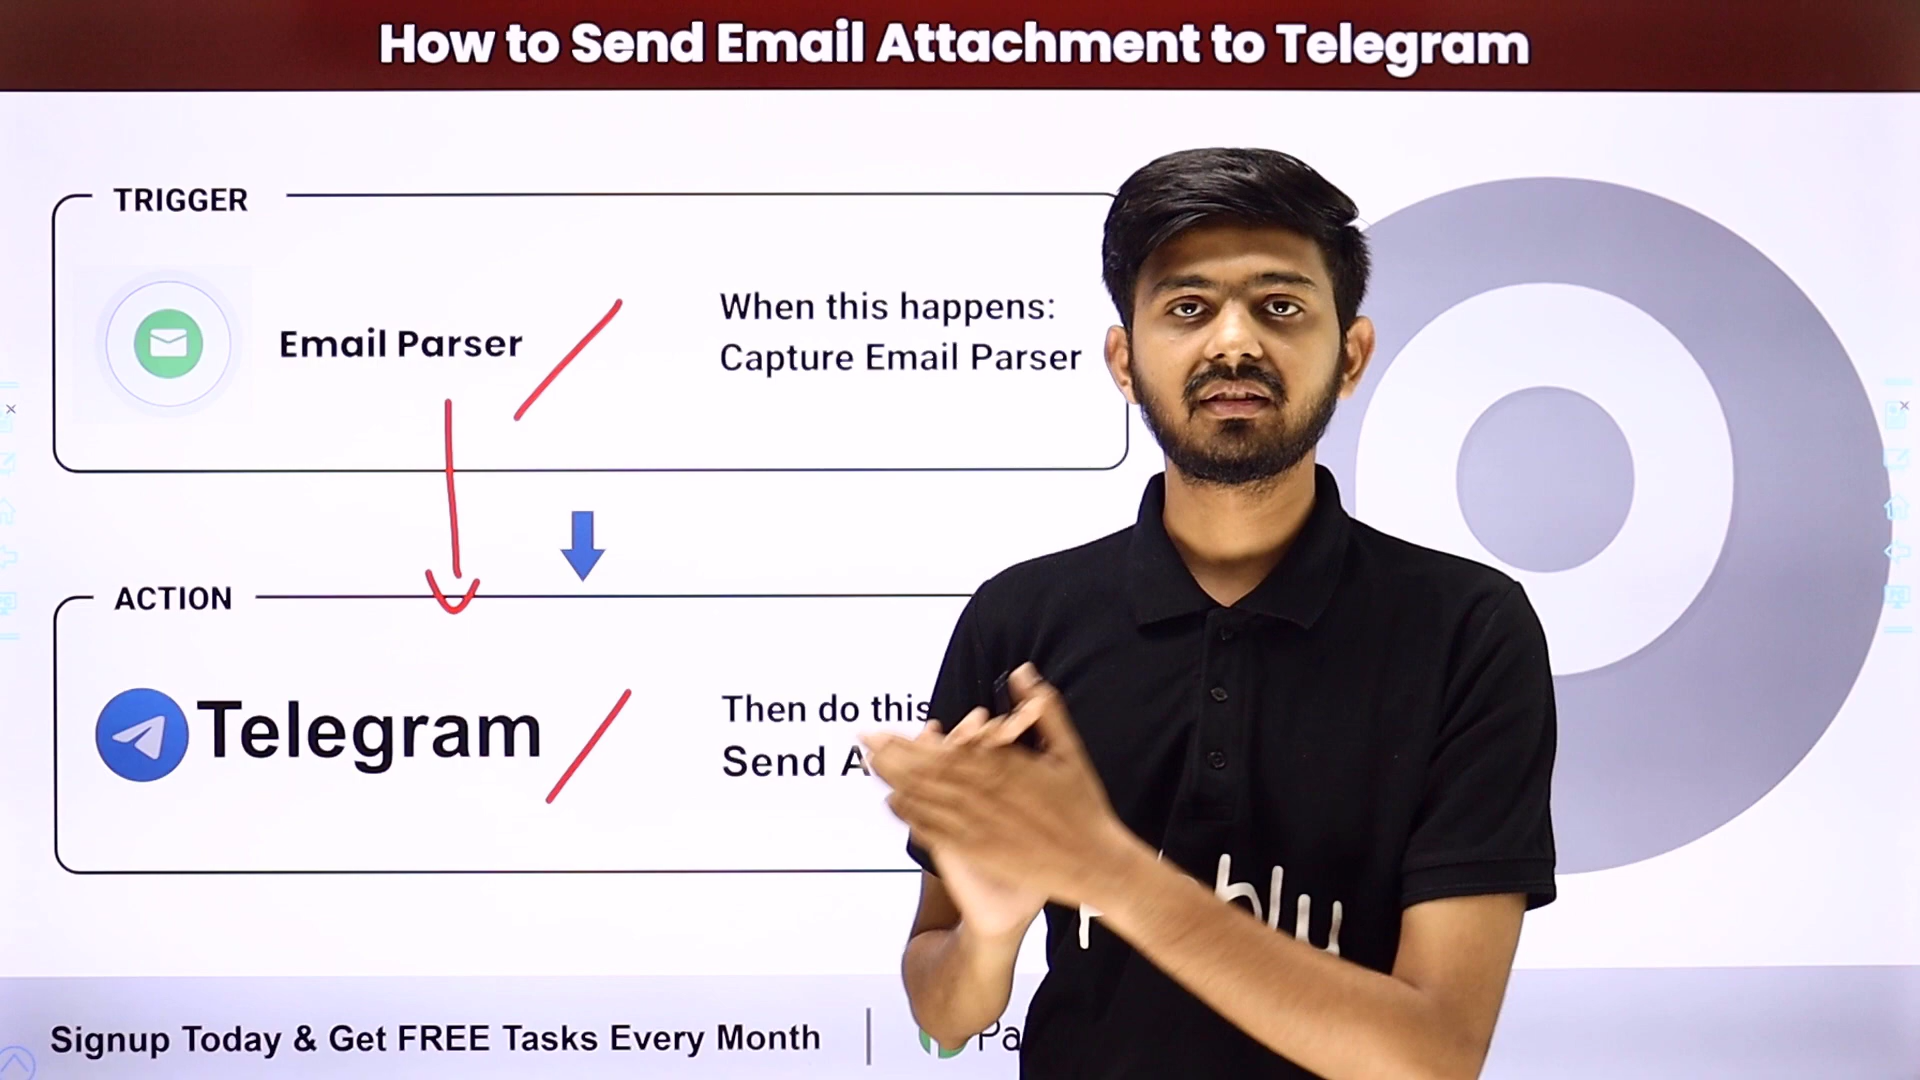 How to Send Email Attachment to Telegram
TRIGGER
Email Parser
When this happens:
Capture Email Parser
ACTION
Telegram
Then do this
Send
Signup Today & Get FREE Tasks Every Month